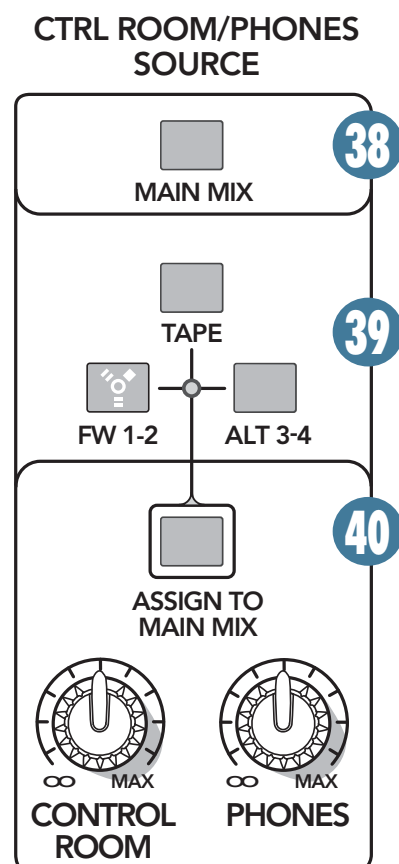 CTRL ROOM/PHONES
SOURCE
38
MAIN MIX
39
TAPE
FW 1-2
ALT 3-4
40
ASSIGN TO
MAIN MIX
∞ MAX
∞ MAX
CONTROL
ROOM
PHONES